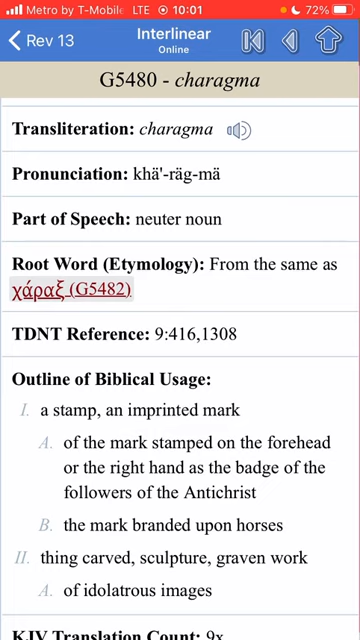 Metro by T-Mobile LTE 10:01 72%
Rev 13 Interlinear
Online
G5480 - charagma
Transliteration: charagma
Pronunciation: khä'-räg-mä
Part of Speech: neuter noun
Root Word (Etymology): From the same as
χάραξ (G5482)
TDNT Reference: 9:416,1308
Outline of Biblical Usage:
I. a stamp, an imprinted mark
A. of the mark stamped on the forehead
or the right hand as the badge of the
followers of the Antichrist
B. the mark branded upon horses
II. thing carved, sculpture, graven work
A. of idolatrous images
KJV Translation Count: 9x